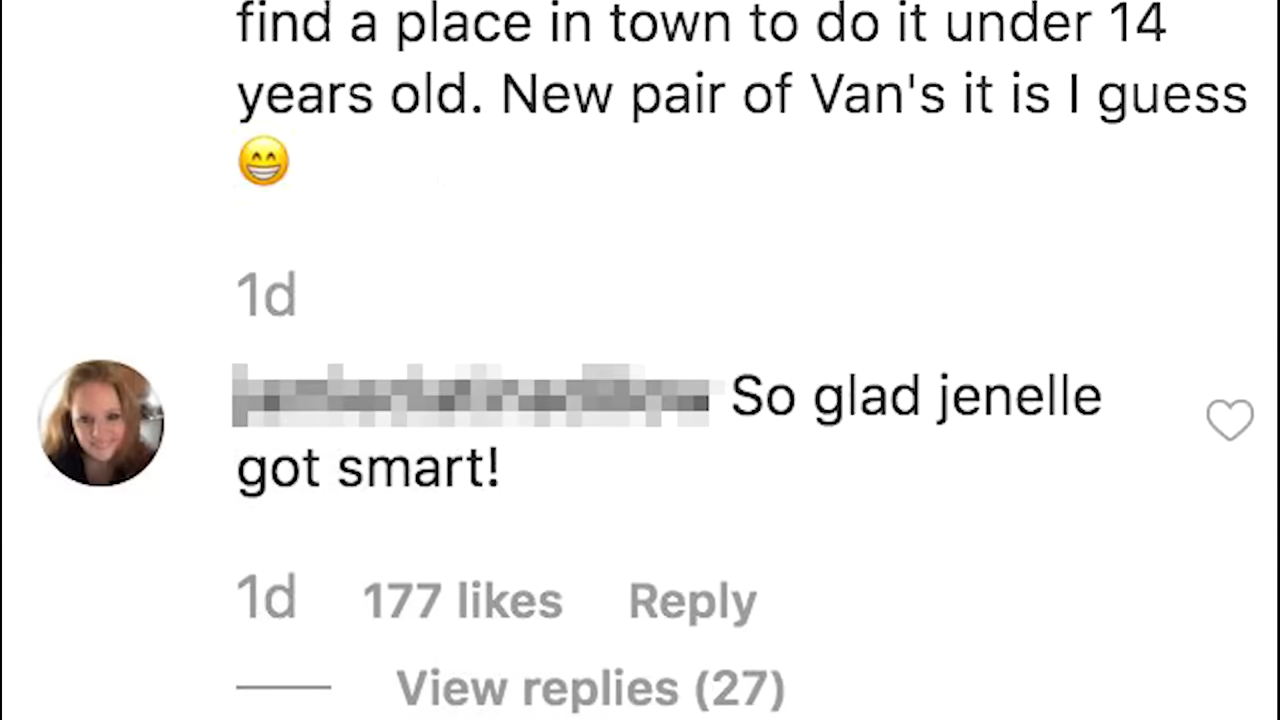 find a place in town to do it under 14
years old. New pair of Van's it is I guess
😁
1d
So glad jenelle
got smart!
1d 177 likes Reply
View replies (27)